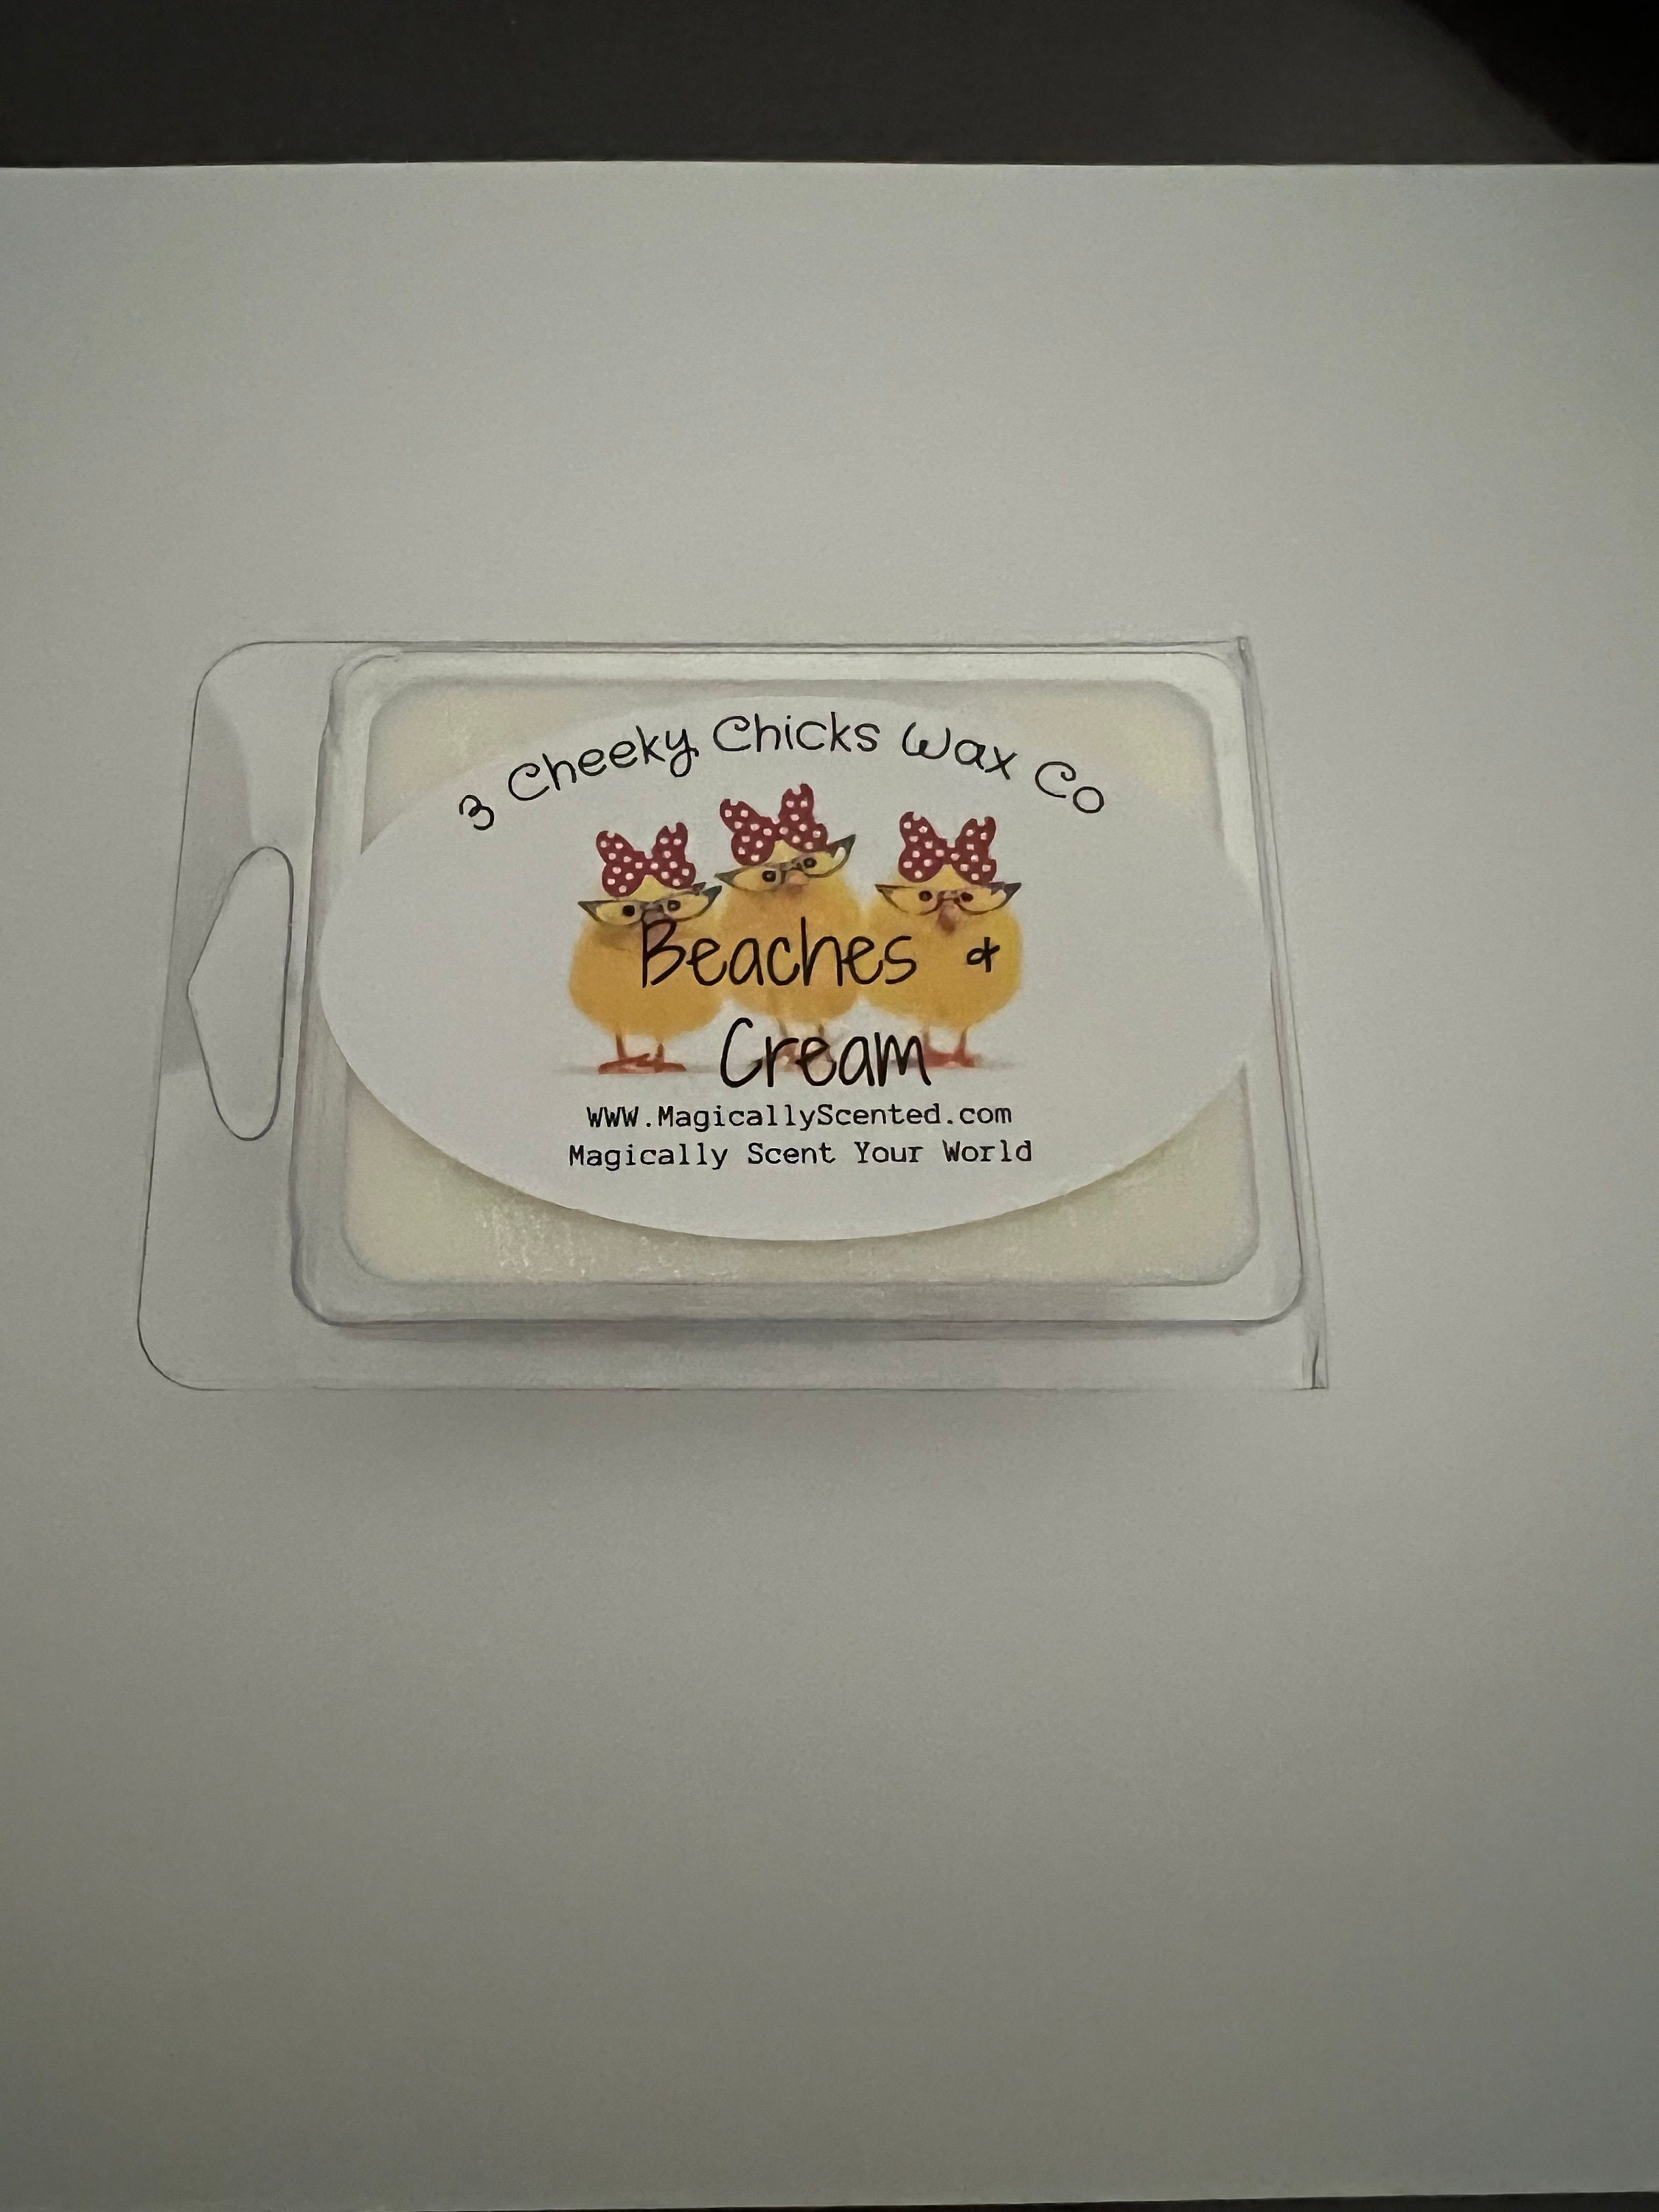 3 Cheeky Chicks Wax Co
Beaches &
Cream
www.MagicallyScented.com
Magically Scent Your World